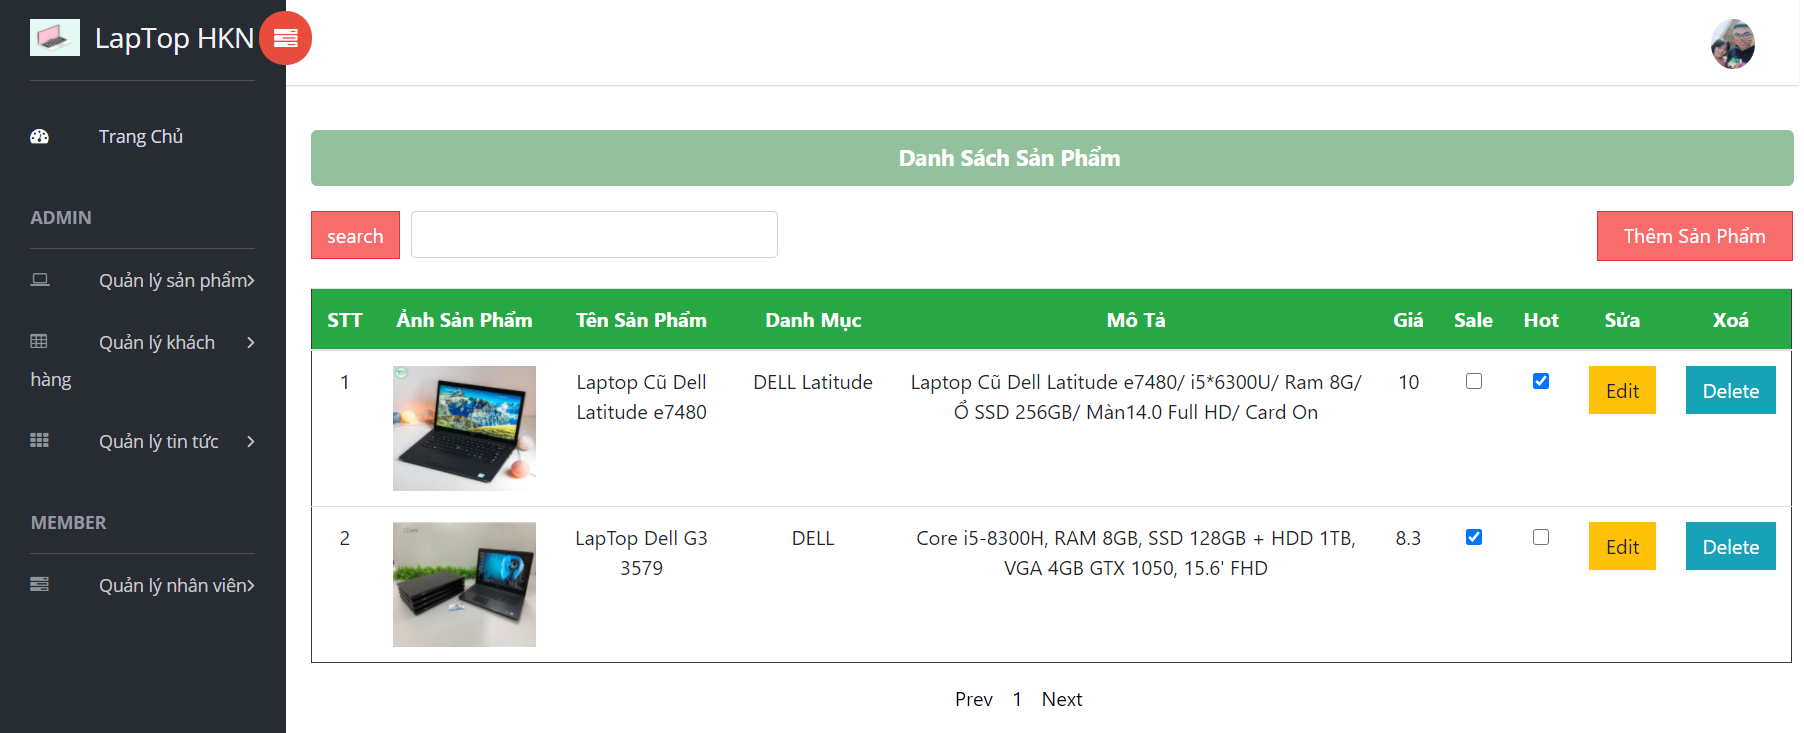 LapTop HKN
Trang Chủ
ADMIN
Quản lý sản phẩm
Quản lý khách
hàng
Quản lý tin tức
MEMBER
Quản lý nhân viên
Danh Sách Sản Phẩm
search
Thêm Sản Phẩm
STT Ảnh Sản Phẩm Tên Sản Phẩm Danh Mục Mô Tả Giá Sale Hot Sửa Xoá
1 Laptop Cũ Dell DELL Latitude Laptop Cũ Dell Latitude e7480/ i5*6300U/ Ram 8G/ 10 Edit Delete
Latitude e7480 Ổ SSD 256GB/ Màn14.0 Full HD/ Card On
2 LapTop Dell G3 DELL Core i5-8300H, RAM 8GB, SSD 128GB + HDD 1TB, 8.3 Edit Delete
3579 VGA 4GB GTX 1050, 15.6' FHD
Prev 1 Next